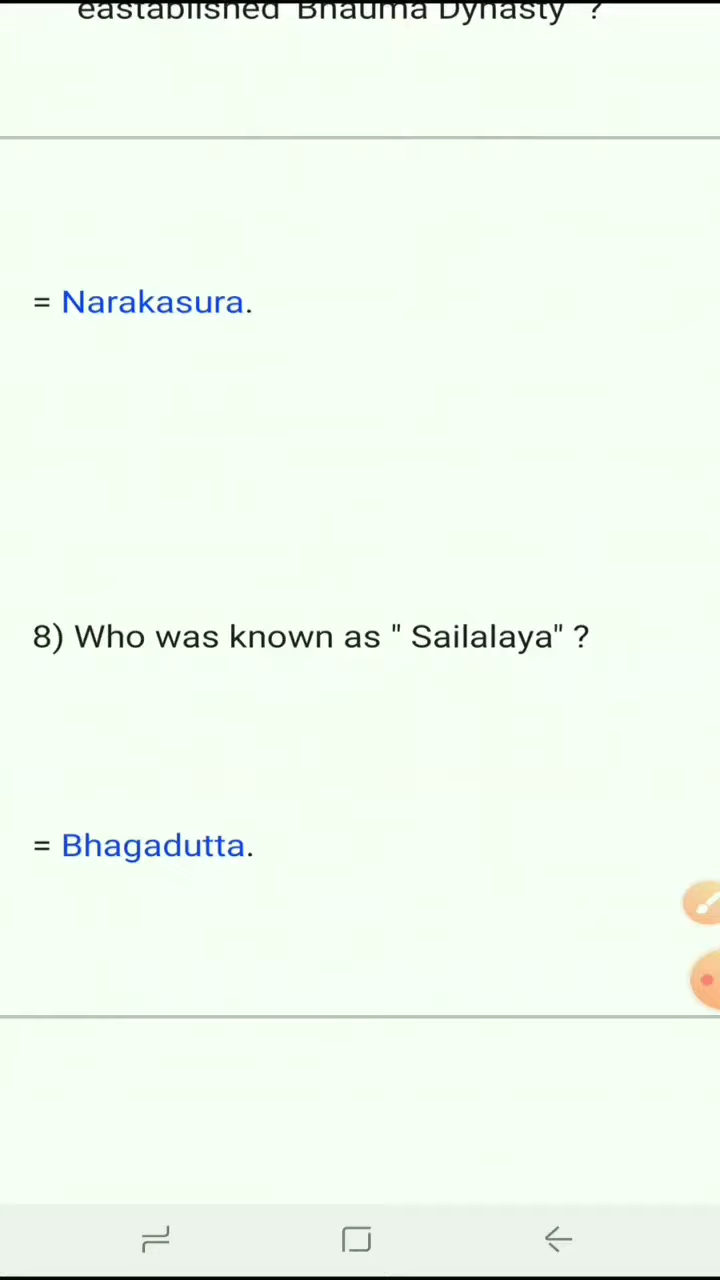 eastablished Bhauma Dynasty ?
= Narakasura.
8) Who was known as " Sailalaya" ?
= Bhagadutta.